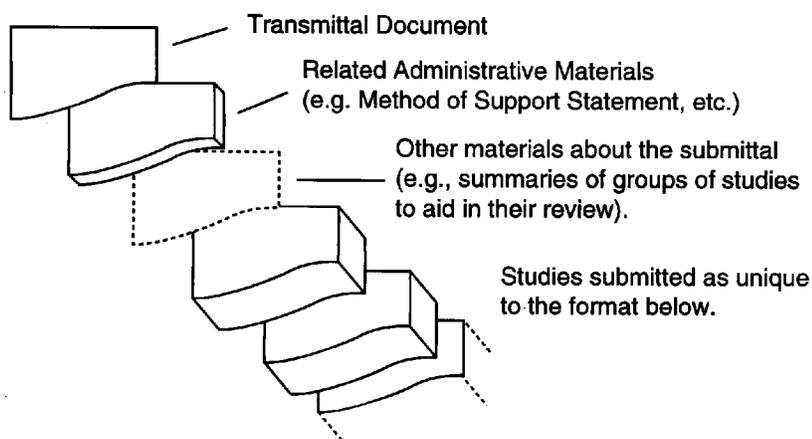 Transmittal Document
Related Administrative Materials
(e.g. Method of Support Statement, etc.)
Other materials about the submittal
(e.g., summaries of groups of studies
to aid in their review).
Studies submitted as unique
to the format below.